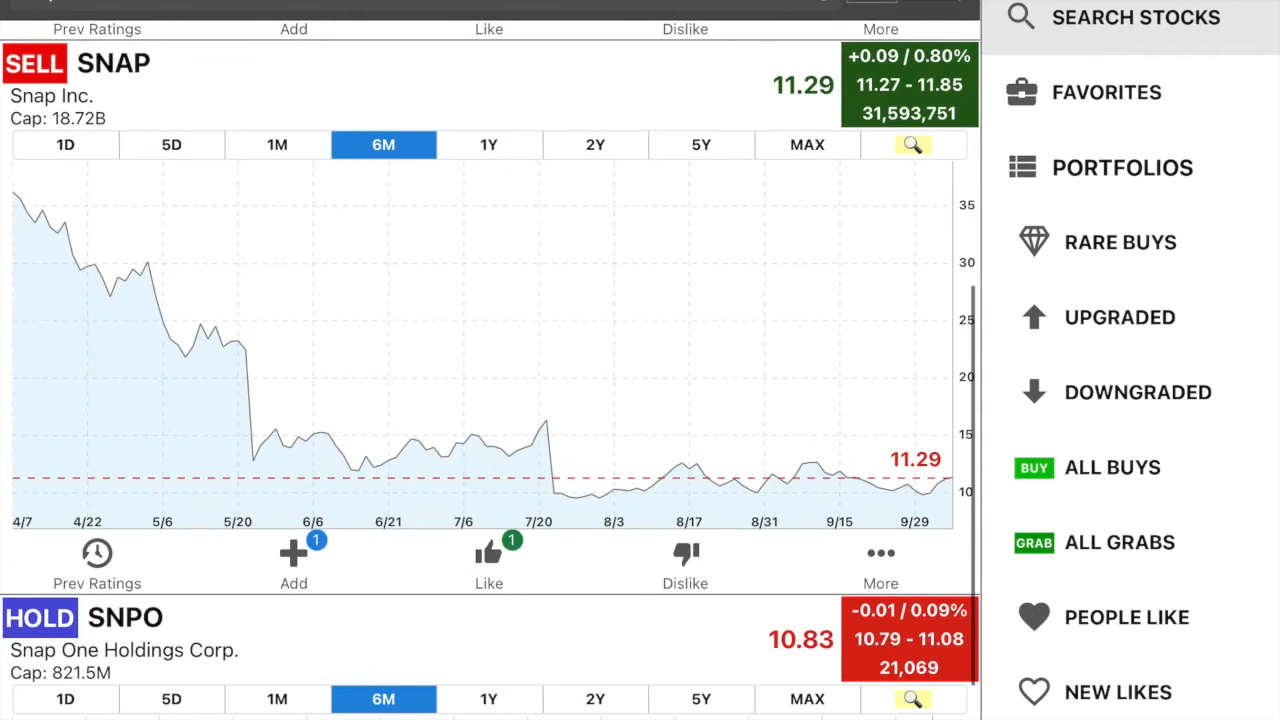 Prev Ratings Add Like Dislike More
SELL SNAP
Snap Inc.
Cap: 18.72B
11.29
+0.09 / 0.80%
11.27 - 11.85
31,593,751
1D 5D 1M 6M 1Y 2Y 5Y MAX
35
30
25
20
15
11.29
10
4/7 4/22 5/6 5/20 6/6 6/21 7/6 7/20 8/3 8/17 8/31 9/15 9/29
1 1
Prev Ratings Add Like Dislike More
HOLD SNPO
Snap One Holdings Corp.
Cap: 821.5M
10.83
-0.01 / 0.09%
10.79 - 11.08
21,069
1D 5D 1M 6M 1Y 2Y 5Y MAX
SEARCH STOCKS
FAVORITES
PORTFOLIOS
RARE BUYS
UPGRADED
DOWNGRADED
BUY ALL BUYS
GRAB ALL GRABS
PEOPLE LIKE
NEW LIKES